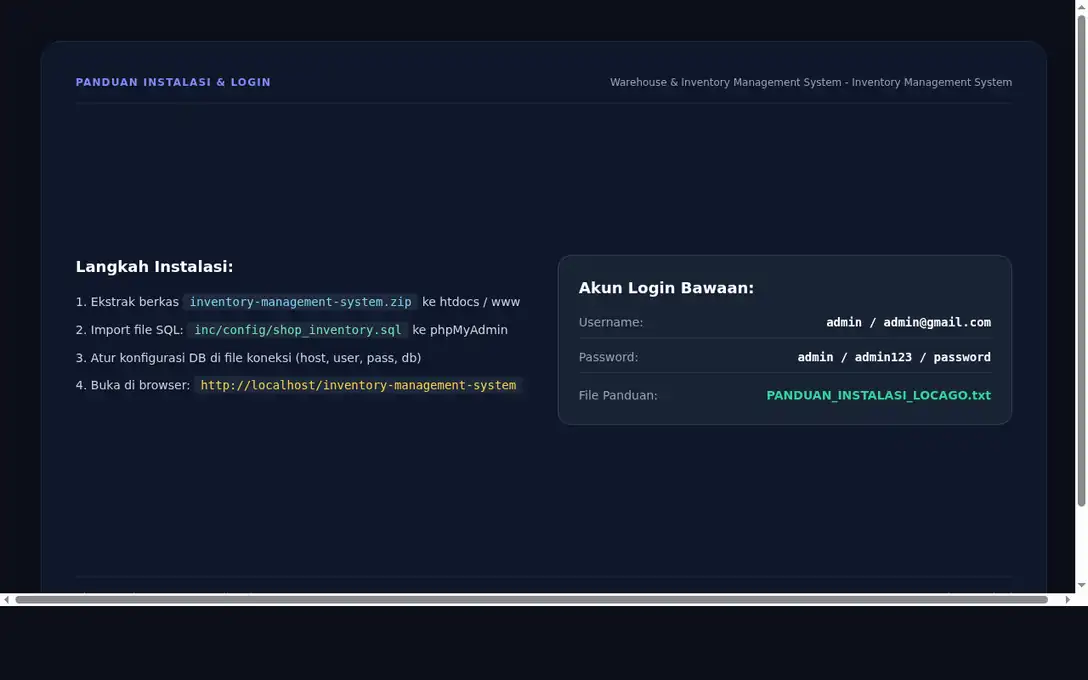 PANDUAN INSTALASI & LOGIN
Warehouse & Inventory Management System - Inventory Management System
Langkah Instalasi:
1. Ekstrak berkas inventory-management-system.zip ke htdocs / www
2. Import file SQL: inc/config/shop_inventory.sql ke phpMyAdmin
3. Atur konfigurasi DB di file koneksi (host, user, pass, db)
4. Buka di browser: http://localhost/inventory-management-system
Akun Login Bawaan:
Username: admin / admin@gmail.com
Password: admin / admin123 / password
File Panduan: PANDUAN_INSTALASI_LOCAGO.txt